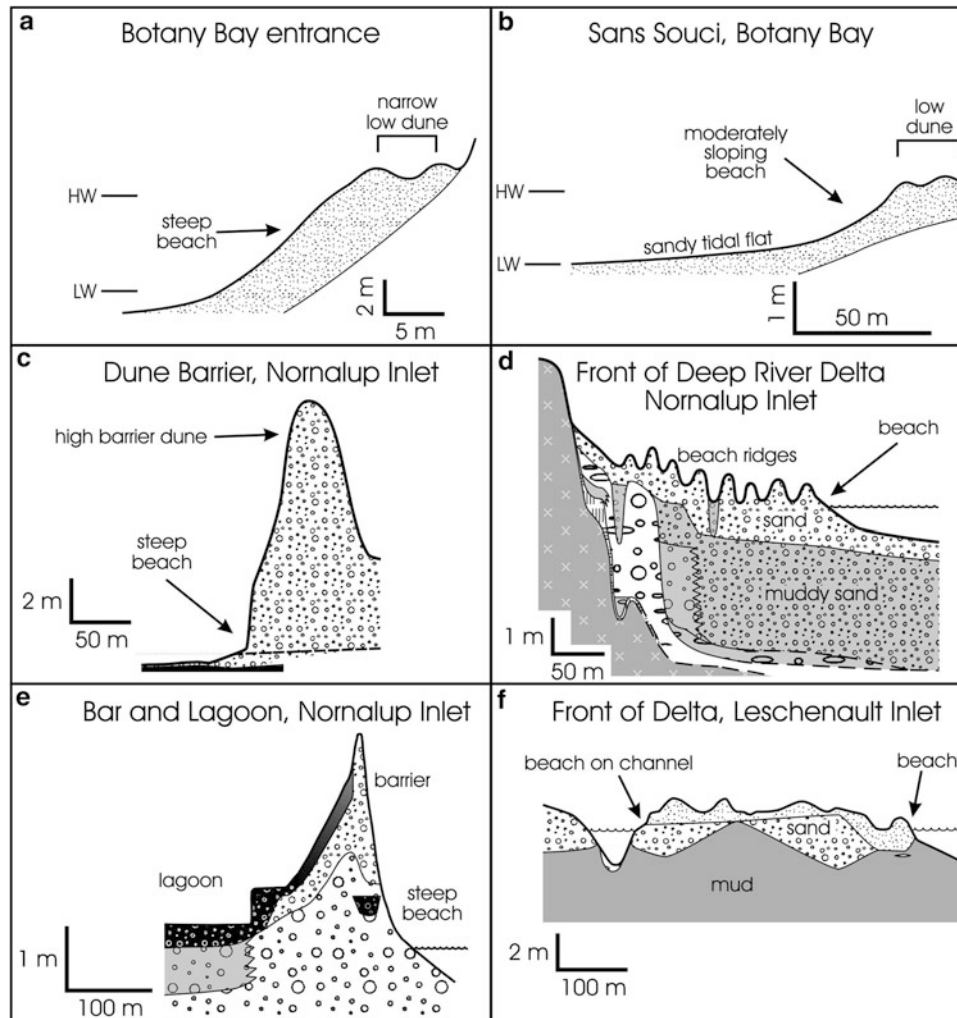 a
Botany Bay entrance
narrow
low dune
HW
steep
beach
LW
2 m
5 m
b
Sans Souci, Botany Bay
low
dune
moderately
sloping
beach
HW
sandy tidal flat
LW
1 m
50 m
c
Dune Barrier, Nornalup Inlet
high barrier dune
steep
beach
2 m
50 m
d
Front of Deep River Delta
Nornalup Inlet
beach
beach ridges
sand
muddy sand
1 m
50 m
e
Bar and Lagoon, Nornalup Inlet
barrier
lagoon
steep
beach
1 m
100 m
f
Front of Delta, Leschenault Inlet
beach on channel
beach
sand
mud
2 m
100 m